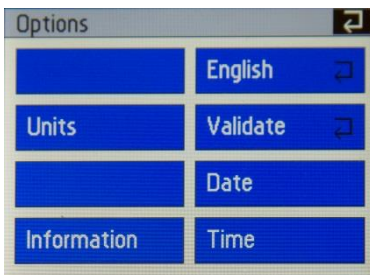 Options
English
Units
Validate
Date
Information
Time